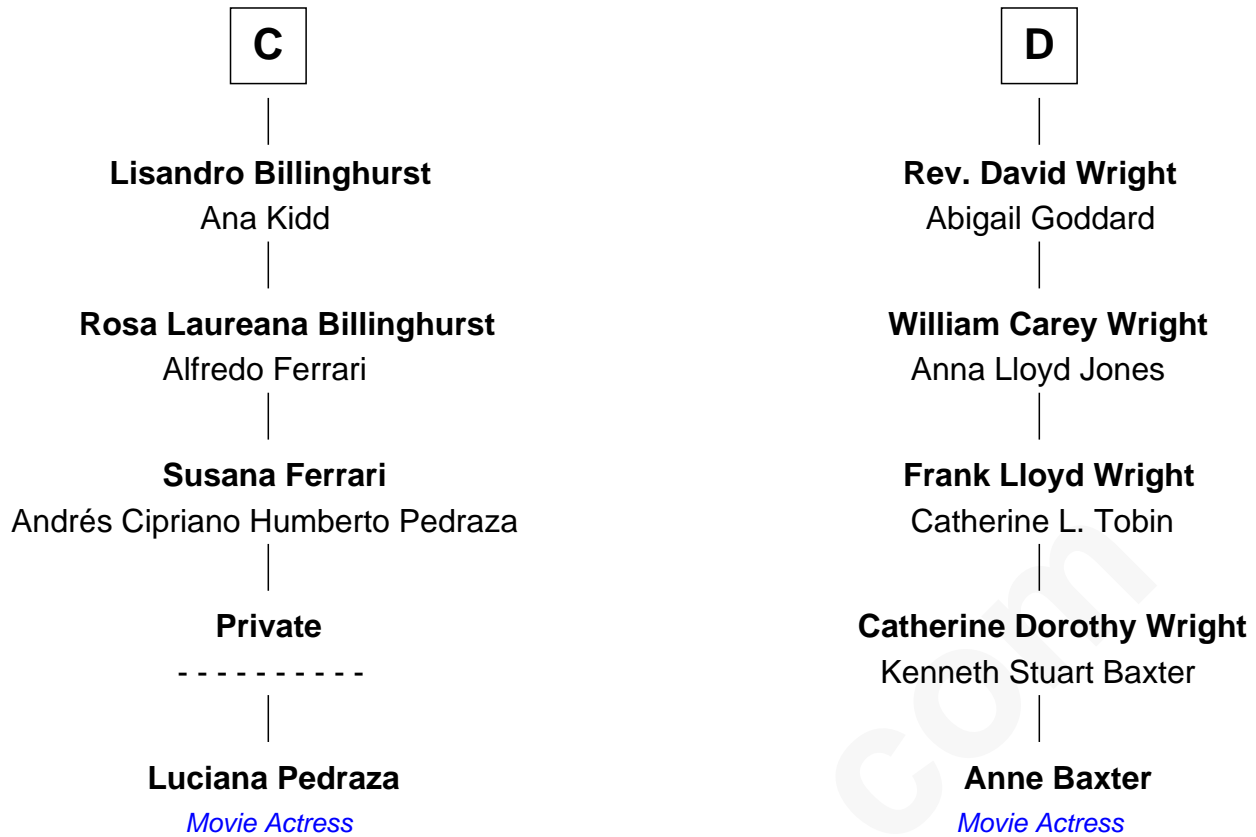 C
Lisandro Billinghurst
Ana Kidd
Rosa Laureana Billinghurst
Alfredo Ferrari
Susana Ferrari
Andrés Cipriano Humberto Pedraza
Private
- - - - - - - - - -
Luciana Pedraza
Movie Actress
D
Rev. David Wright
Abigail Goddard
William Carey Wright
Anna Lloyd Jones
Frank Lloyd Wright
Catherine L. Tobin
Catherine Dorothy Wright
Kenneth Stuart Baxter
Anne Baxter
Movie Actress
com